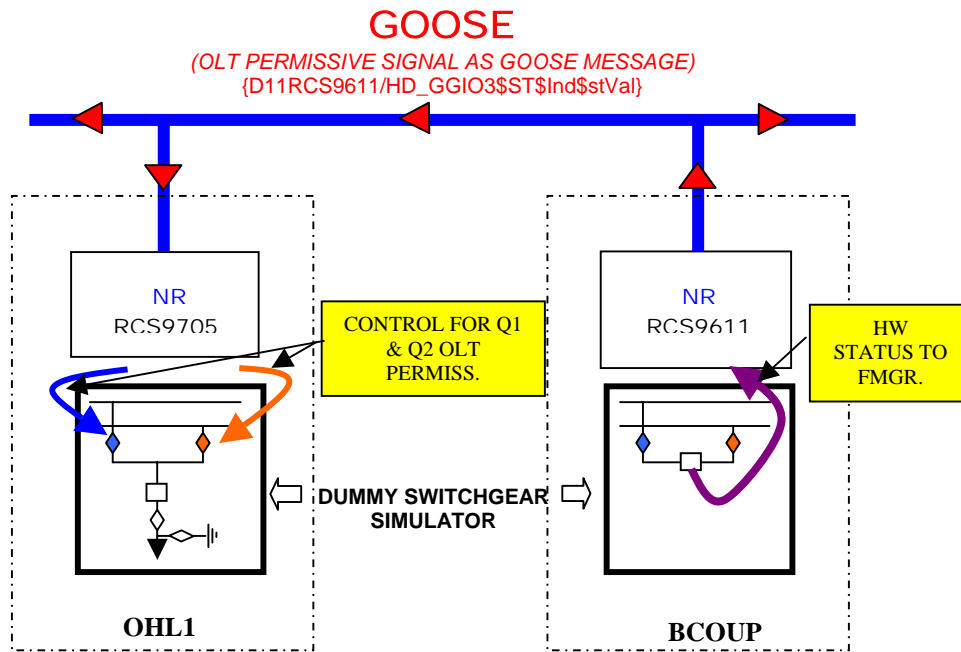 GOOSE
(OLT PERMISSIVE SIGNAL AS GOOSE MESSAGE)
{D11RCS9611/HD_GGIO3$ST$Ind$stVal}
NR
RCS9705
CONTROL FOR Q1
& Q2 OLT
PERMISS.
NR
RCS9611
HW
STATUS TO
FMGR.
DUMMY SWITCHGEAR
SIMULATOR
OHL1
BCOUP